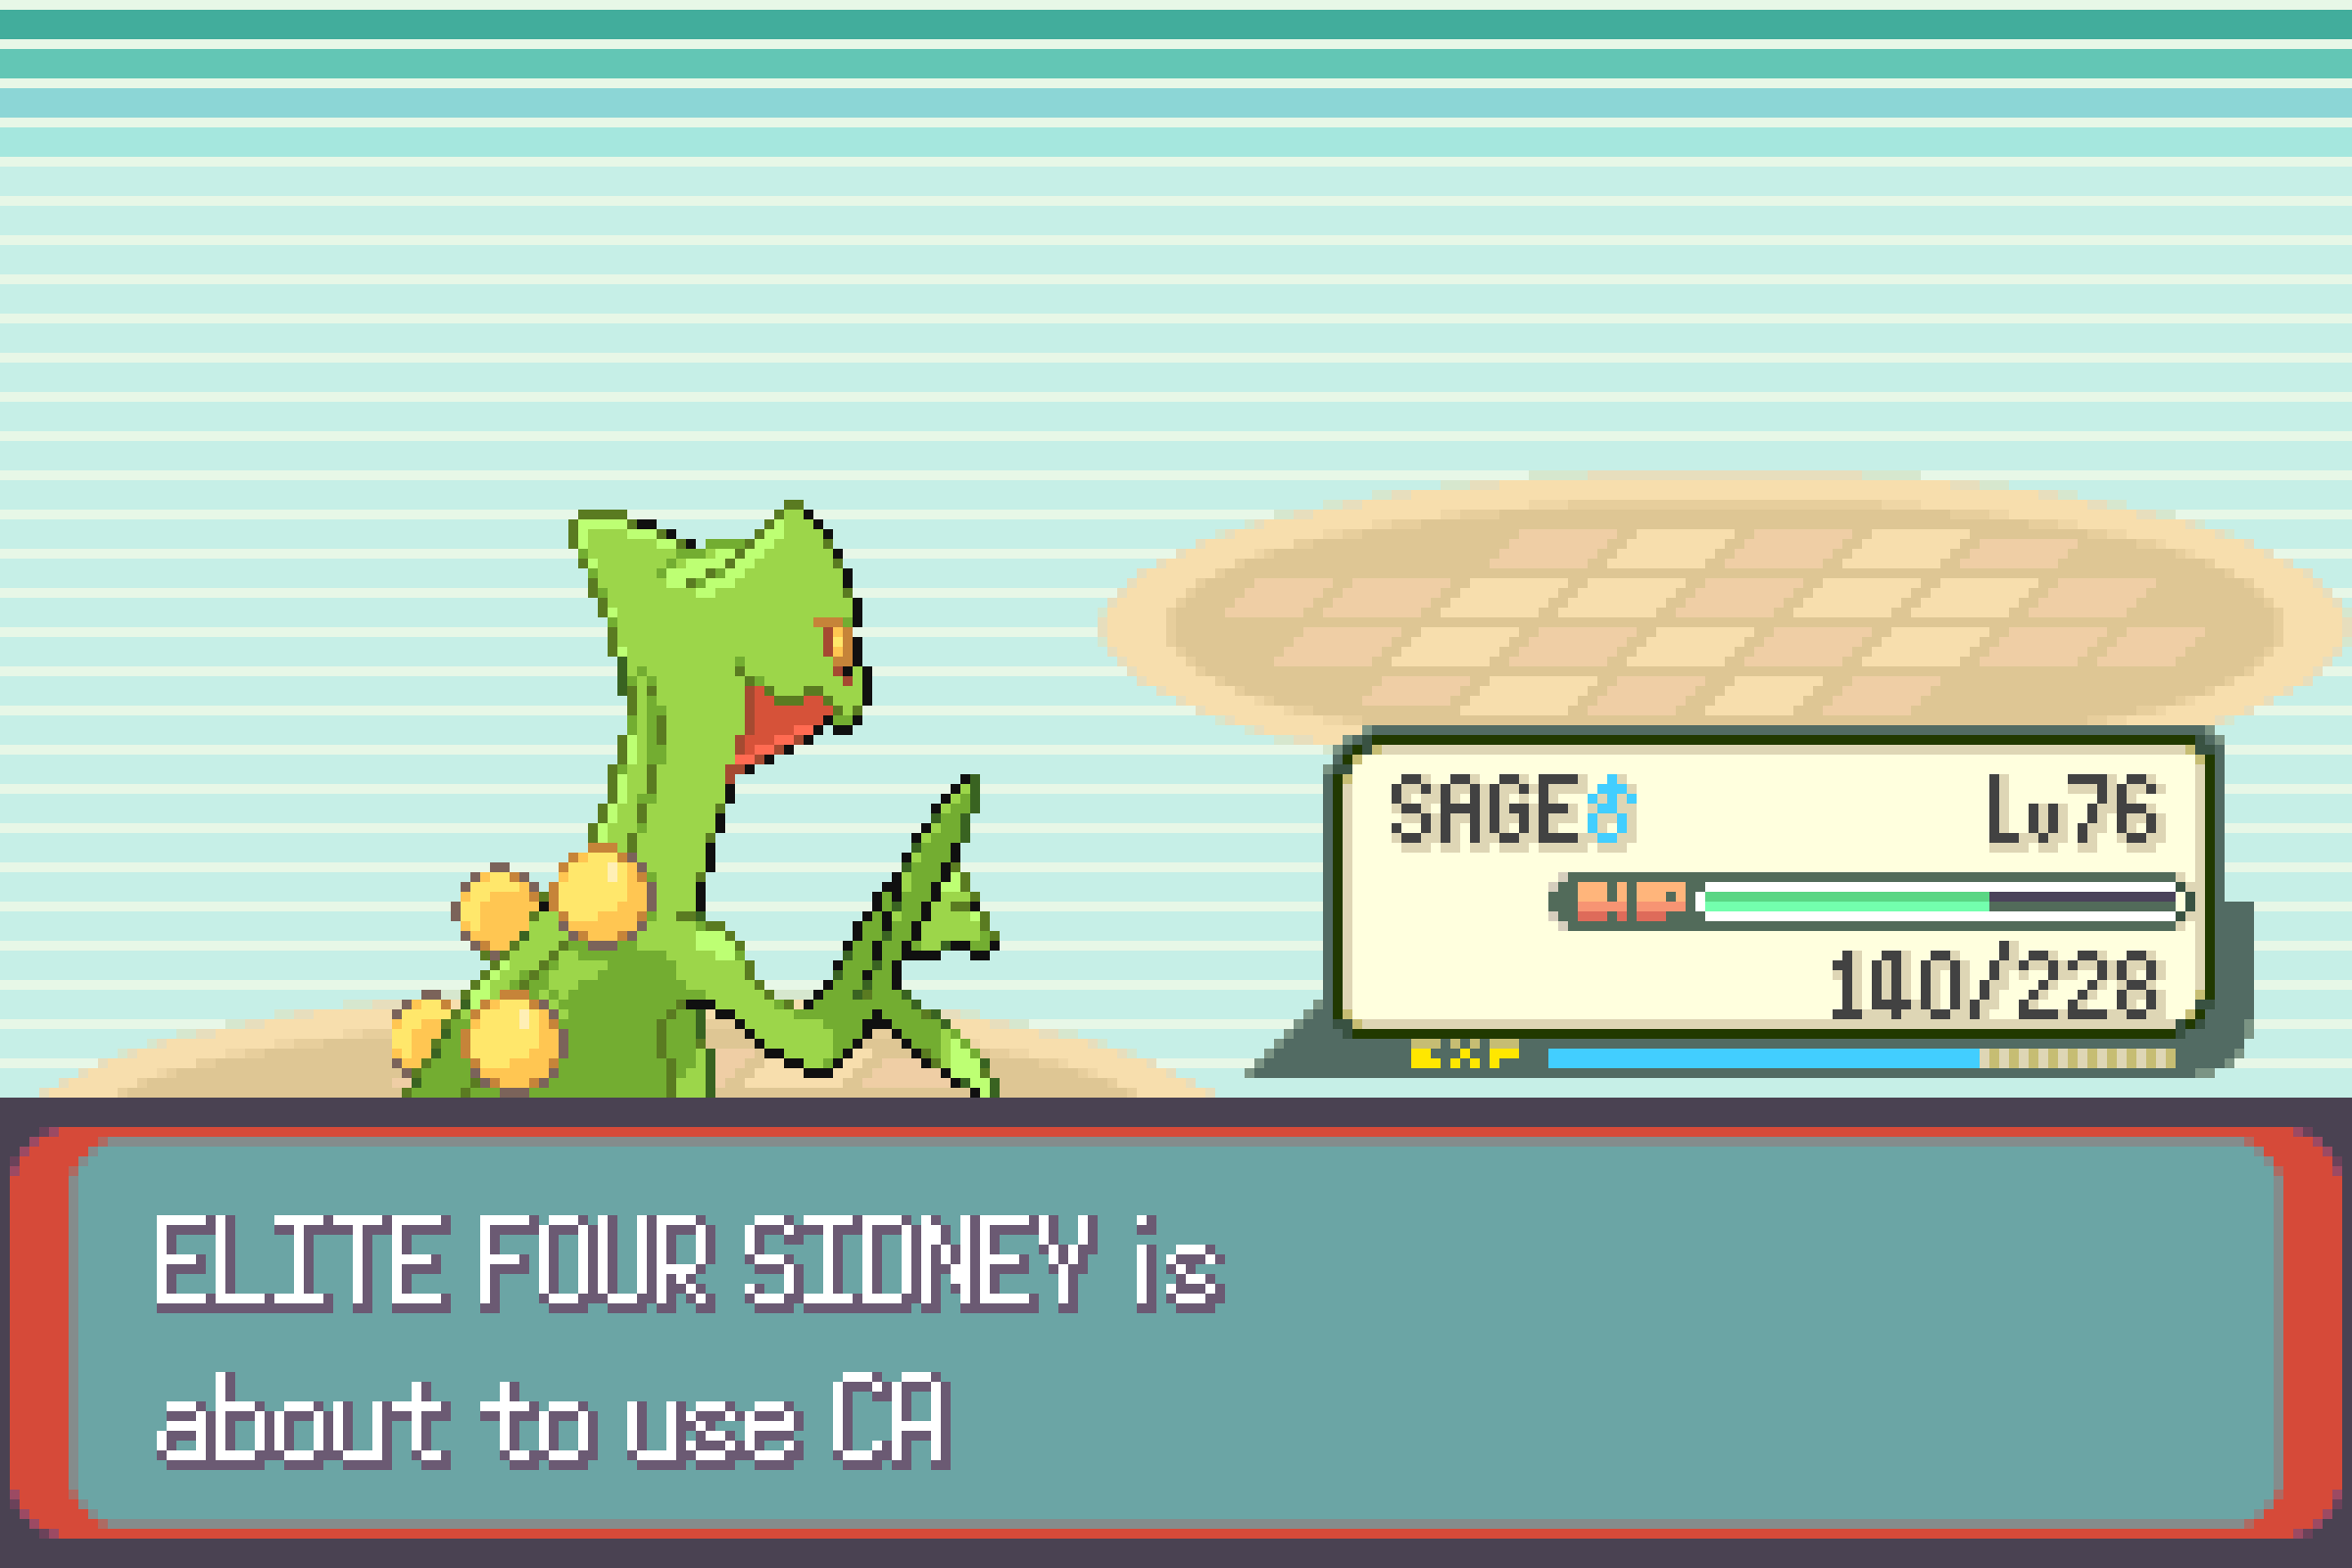 SAGE♂ Lv76
HP
140/228
EXP
ELITE FOUR SIDNEY is
about to use CA